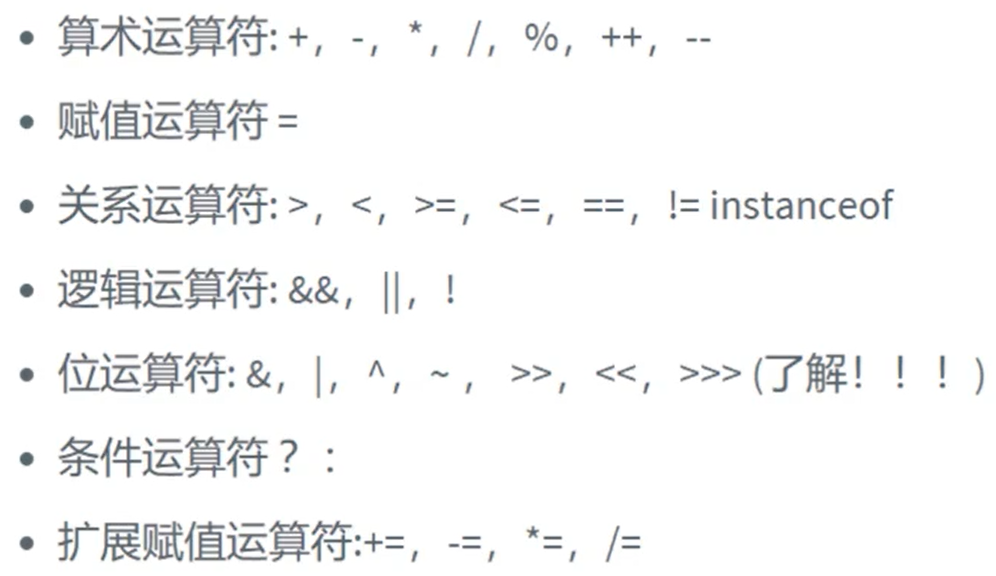 • 算术运算符: +， -， *， /， %， ++， --
• 赋值运算符 =
• 关系运算符: >， <， >=， <=， ==， != instanceof
• 逻辑运算符: &&， ||， !
• 位运算符: &， |， ^， ~ ， >>， <<， >>> (了解！！！)
• 条件运算符？：
• 扩展赋值运算符:+=， -=， *=， /=